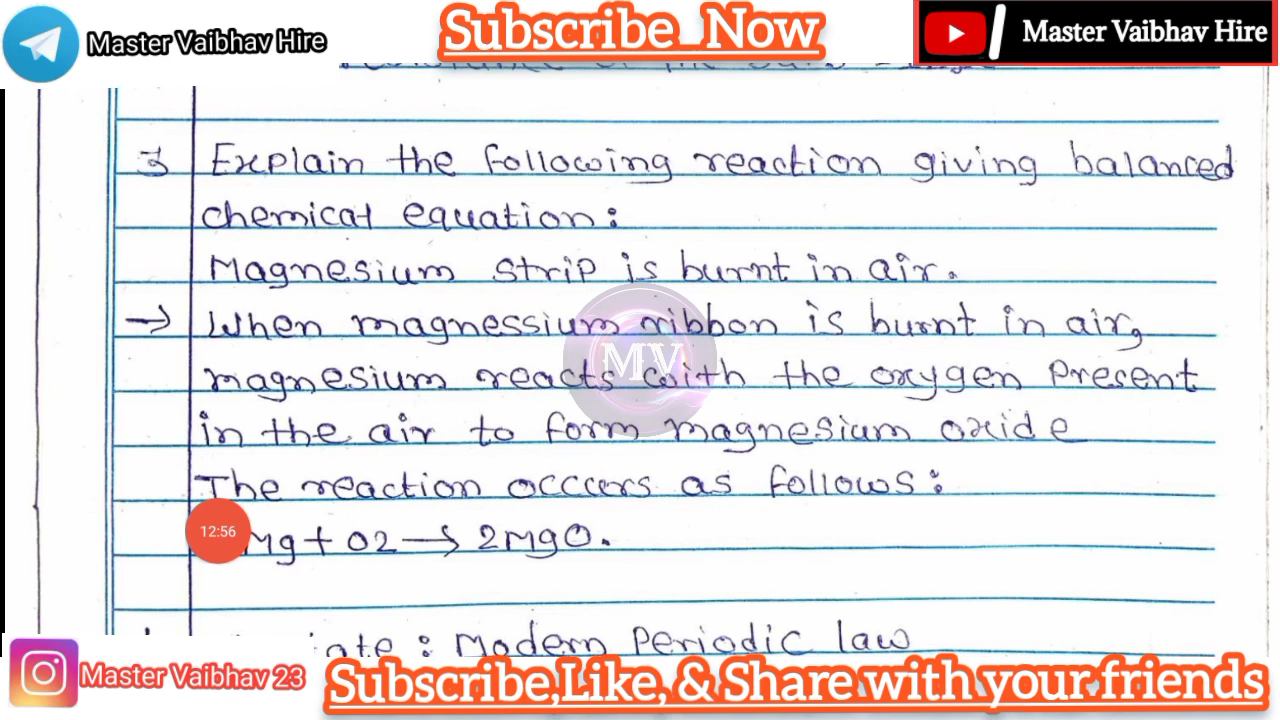 Master Vaibhav Hire
Subscribe Now
Master Vaibhav Hire
3 Explain the following reaction giving balanced
chemical equation:
Magnesium strip is burnt in air.
→ When magnessium ribbon is burnt in air,
MV
magnesium reacts with the oxygen present
in the air to form magnesium oxide
The reaction occurs as follows:
12:56
Mg + O2 → 2MgO.
: Modern Periodic law
Master Vaibhav 23
Subscribe,Like, & Share with your friends